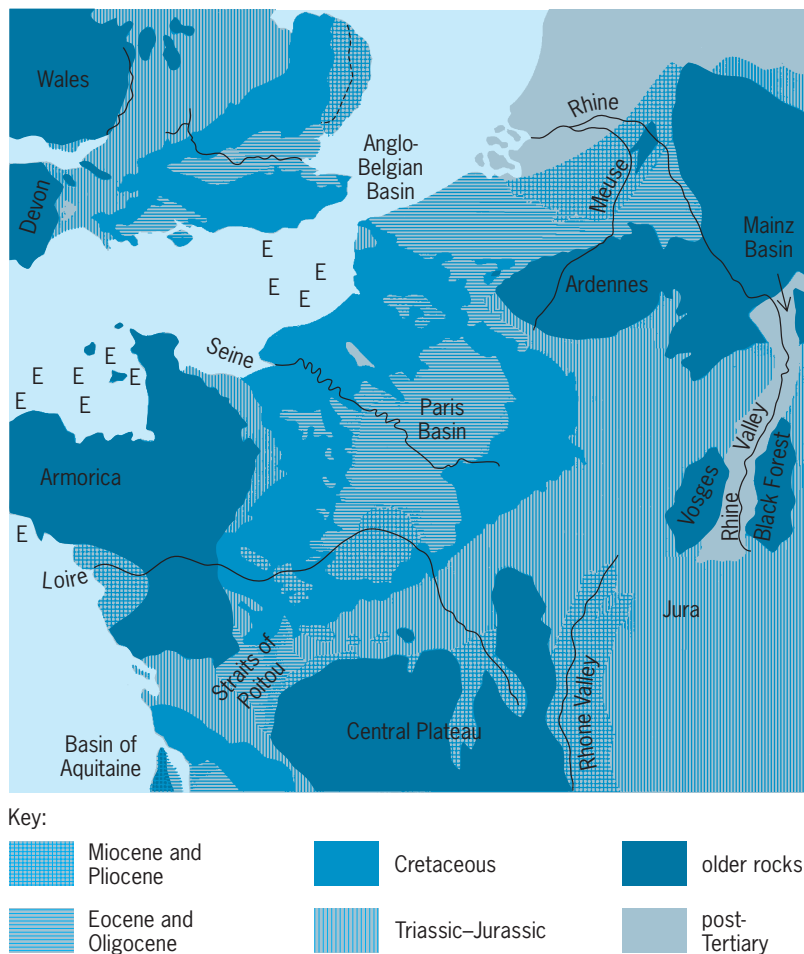 Wales
Rhine
Anglo-
Belgian
Basin
Meuse
Devon
Mainz
Basin
E
E
E
E
Ardennes
Seine
E
E
E
E
E
E
Paris
Basin
Valley
Armorica
Vosges
Rhine
Black Forest
E
Loire
Jura
Straits of
Poitou
Rhone Valley
Central Plateau
Basin of
Aquitaine
Key:
Miocene and
Pliocene
Cretaceous
older rocks
Eocene and
Oligocene
Triassic–Jurassic
post-
Tertiary